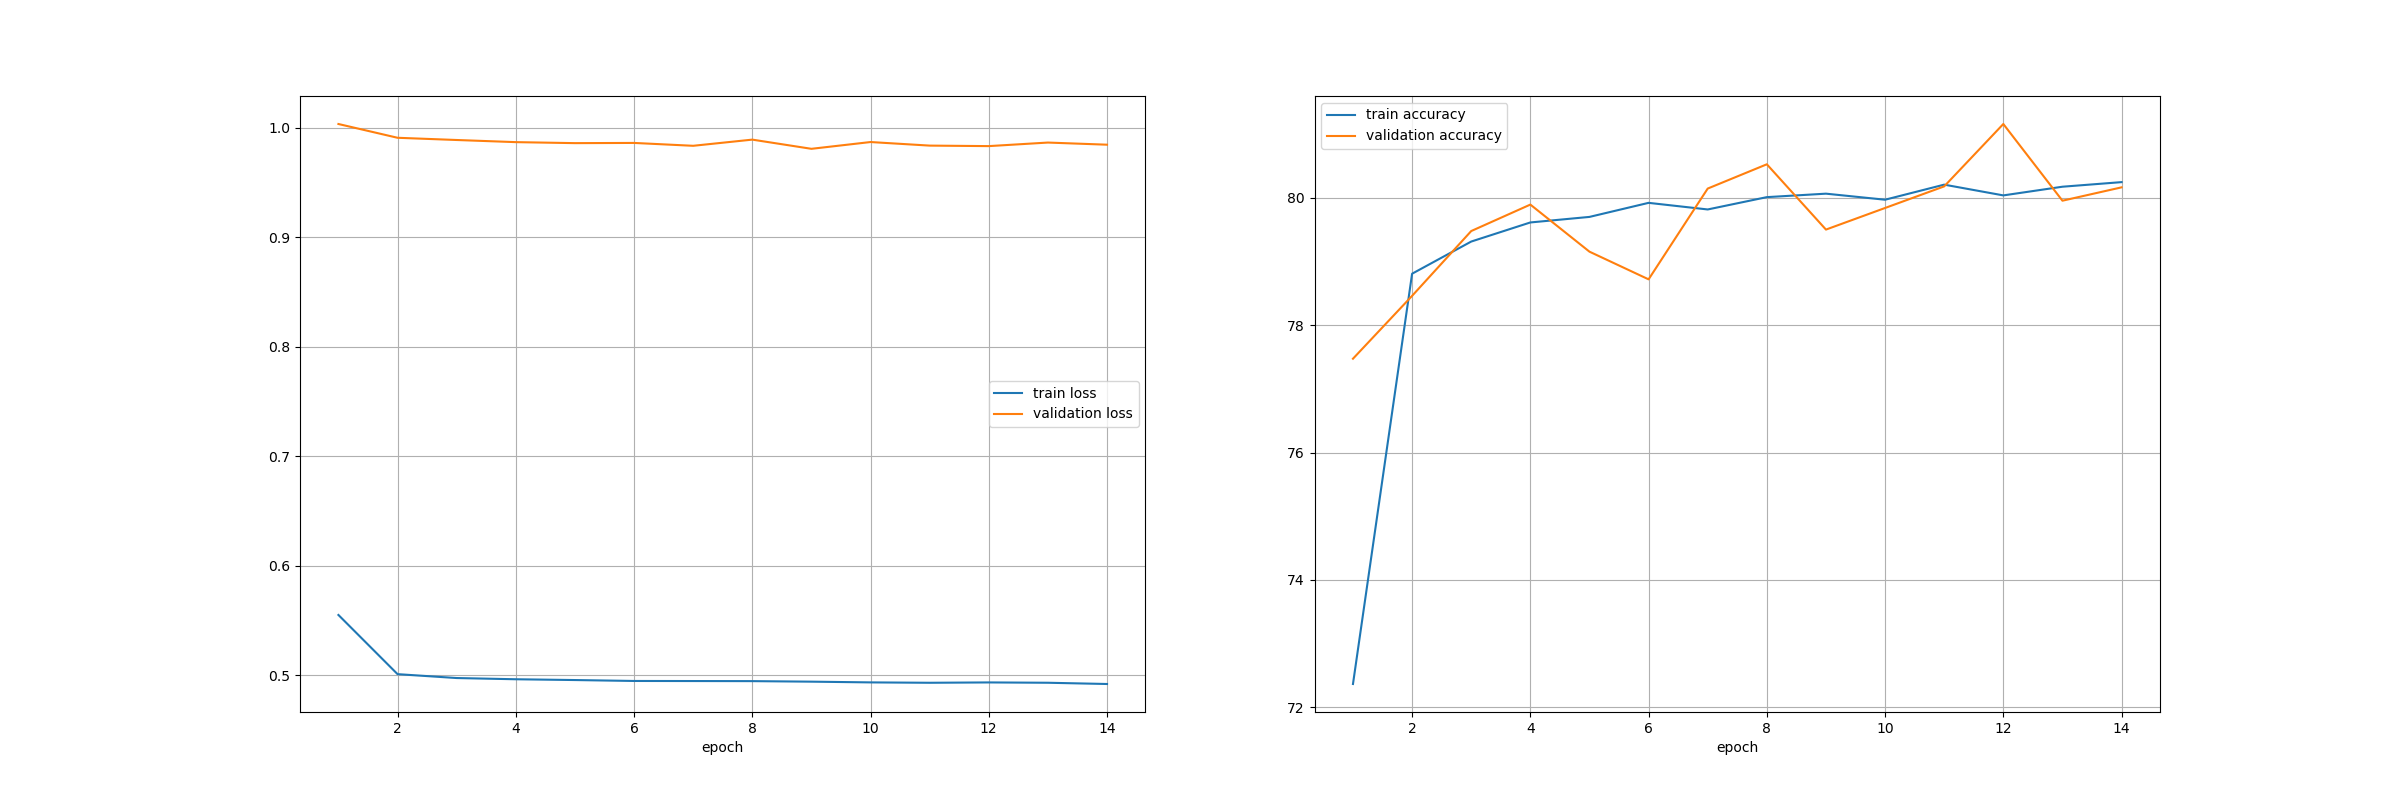 1.0
0.9
0.8
0.7
0.6
0.5
2 4 6 8 10 12 14
epoch
train loss
validation loss
train accuracy
validation accuracy
80
78
76
74
72
2 4 6 8 10 12 14
epoch